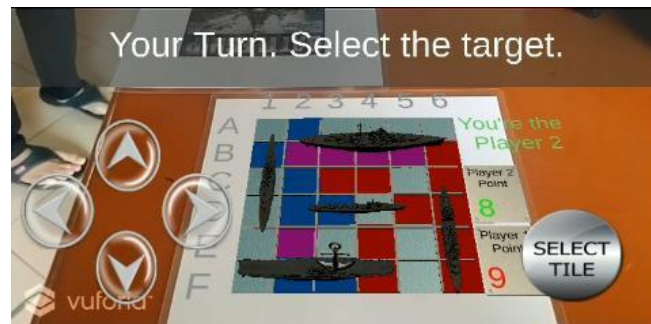 Your Turn. Select the target.
1 2 3 4 5 6
A
B
C
E
F
You're the
Player 2
Player 2
Point
8
Player 1
Point
9
SELECT
TILE
vuforia